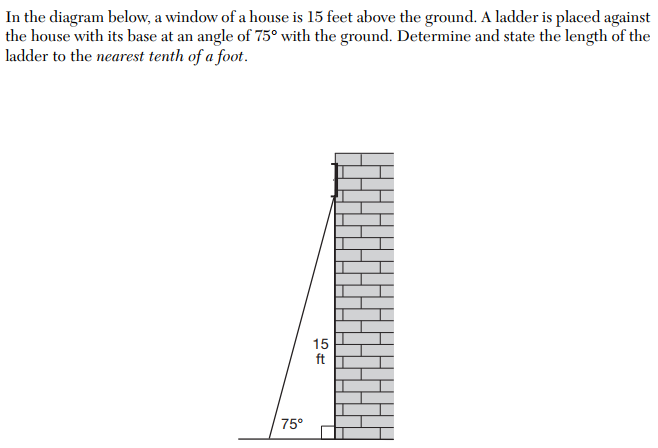 In the diagram below, a window of a house is 15 feet above the ground. A ladder is placed against
the house with its base at an angle of 75° with the ground. Determine and state the length of the
ladder to the nearest tenth of a foot.
15
ft
75°